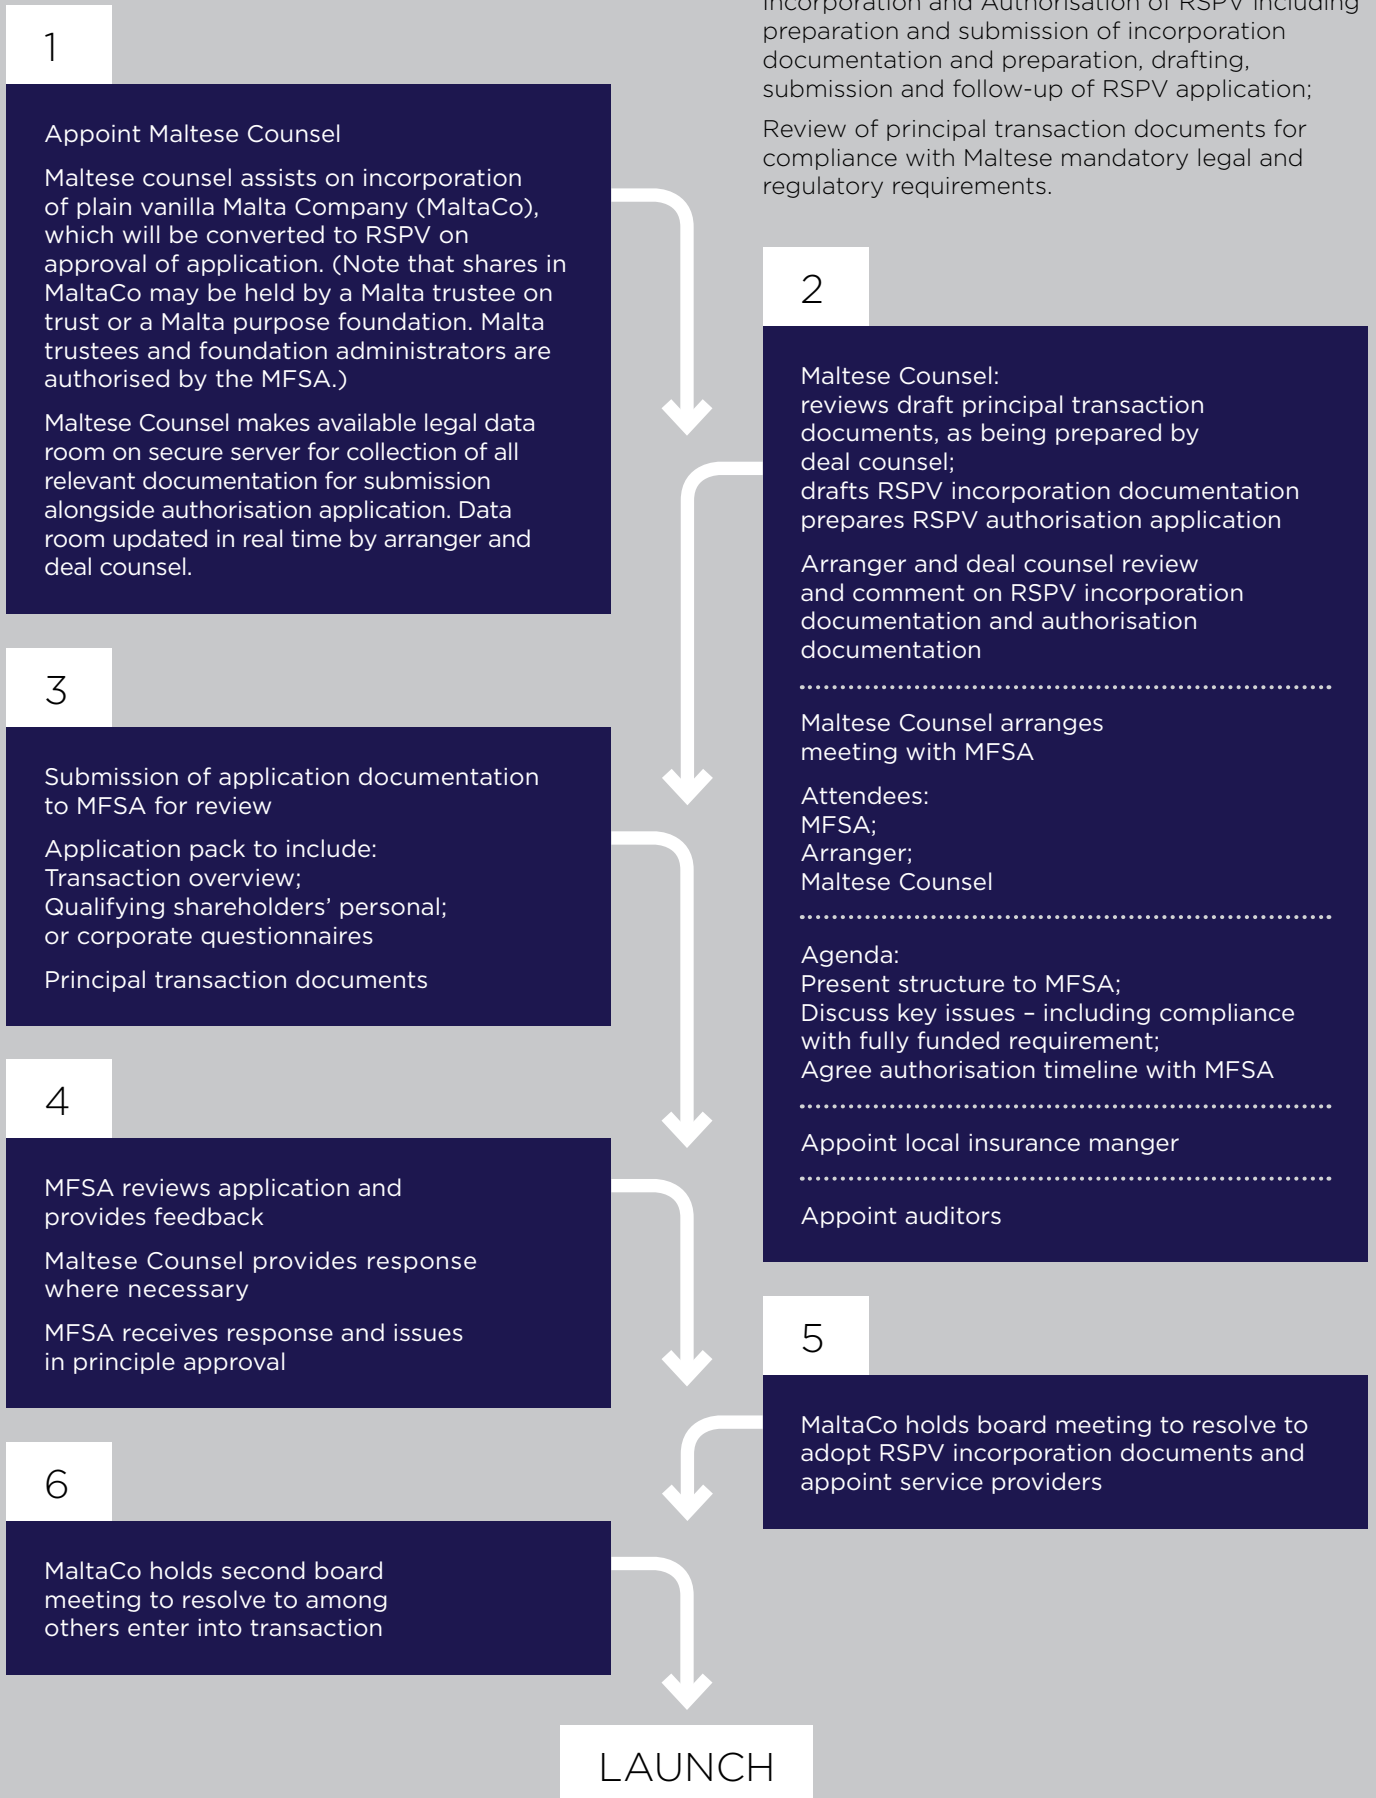 Incorporation and Authorisation of RSPV including
preparation and submission of incorporation
documentation and preparation, drafting,
submission and follow-up of RSPV application;
Review of principal transaction documents for
compliance with Maltese mandatory legal and
regulatory requirements.
1
Appoint Maltese Counsel
Maltese counsel assists on incorporation
of plain vanilla Malta Company (MaltaCo),
which will be converted to RSPV on
approval of application. (Note that shares in
MaltaCo may be held by a Malta trustee on
trust or a Malta purpose foundation. Malta
trustees and foundation administrators are
authorised by the MFSA.)
Maltese Counsel makes available legal data
room on secure server for collection of all
relevant documentation for submission
alongside authorisation application. Data
room updated in real time by arranger and
deal counsel.
2
Maltese Counsel:
reviews draft principal transaction
documents, as being prepared by
deal counsel;
drafts RSPV incorporation documentation
prepares RSPV authorisation application
Arranger and deal counsel review
and comment on RSPV incorporation
documentation and authorisation
documentation
Maltese Counsel arranges
meeting with MFSA
Attendees:
MFSA;
Arranger;
Maltese Counsel
Agenda:
Present structure to MFSA;
Discuss key issues – including compliance
with fully funded requirement;
Agree authorisation timeline with MFSA
Appoint local insurance manger
Appoint auditors
3
Submission of application documentation
to MFSA for review
Application pack to include:
Transaction overview;
Qualifying shareholders’ personal;
or corporate questionnaires
Principal transaction documents
4
MFSA reviews application and
provides feedback
Maltese Counsel provides response
where necessary
MFSA receives response and issues
in principle approval
5
MaltaCo holds board meeting to resolve to
adopt RSPV incorporation documents and
appoint service providers
6
MaltaCo holds second board
meeting to resolve to among
others enter into transaction
LAUNCH